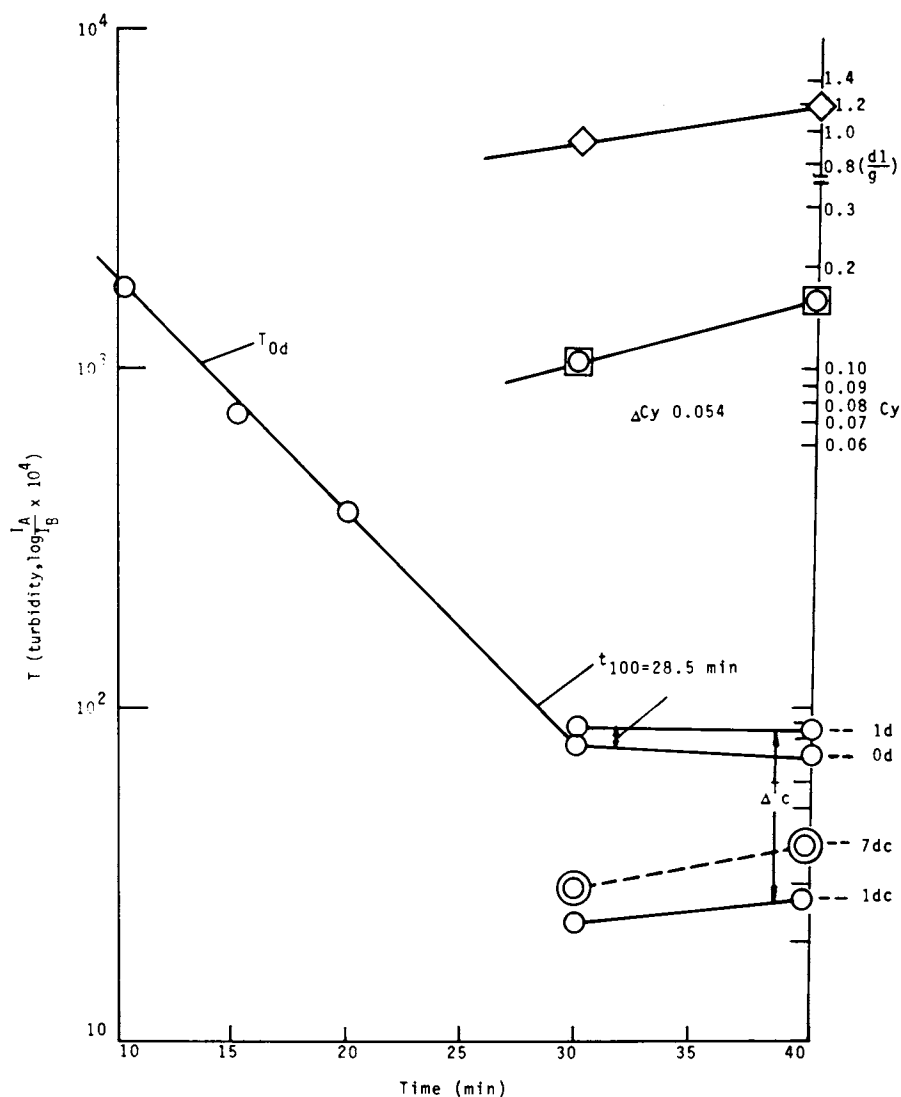 10^4
1.4
1.2
1.0
0.8 (dl/g)
0.3
0.2
T_0d
10^3
0.10
0.09
0.08 Cy
0.07
0.06
ΔCy 0.054
T (turbidity, log I_A/I_B x 10^4)
t_100=28.5 min
10^2
1d
0d
Δc
7dc
1dc
10
10 15 20 30 35 40
Time (min)